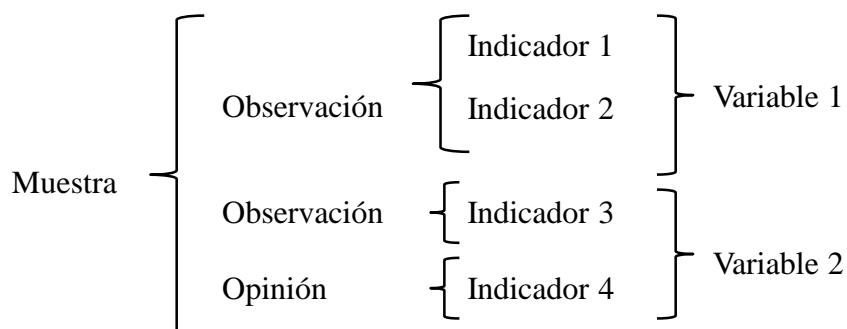 Muestra
Observación
Indicador 1
Indicador 2
Variable 1
Observación
Indicador 3
Opinión
Indicador 4
Variable 2